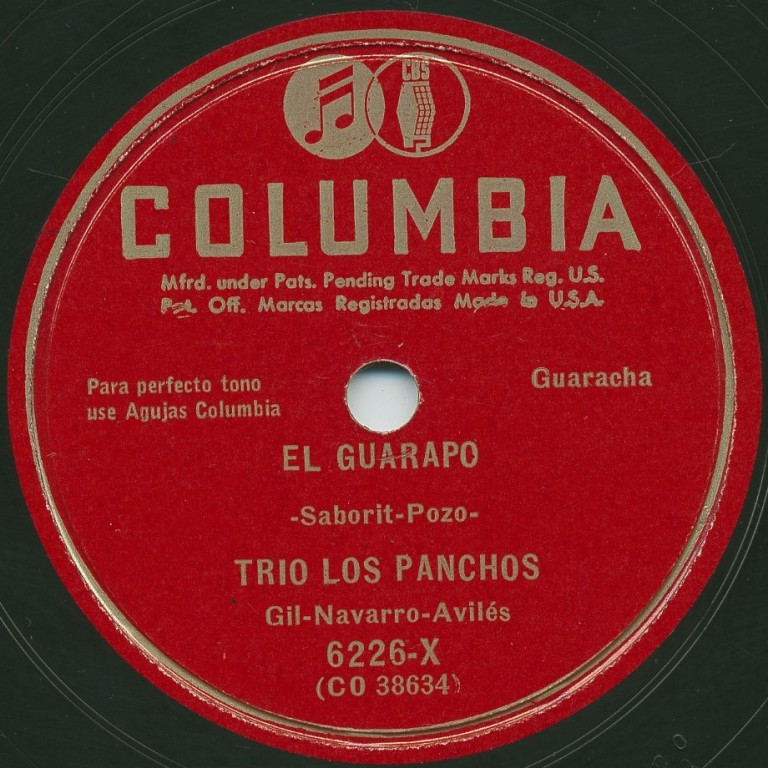 CBS
COLUMBIA
Mfrd. under Pats. Pending Trade Marks Reg. U.S.
Pat. Off. Marcas Registradas Made in U.S.A.
Para perfecto tono
use Agujas Columbia
Guaracha
EL GUARAPO
-Saborit-Pozo-
TRIO LOS PANCHOS
Gil-Navarro-Avilés
6226-X
(CO 38634)